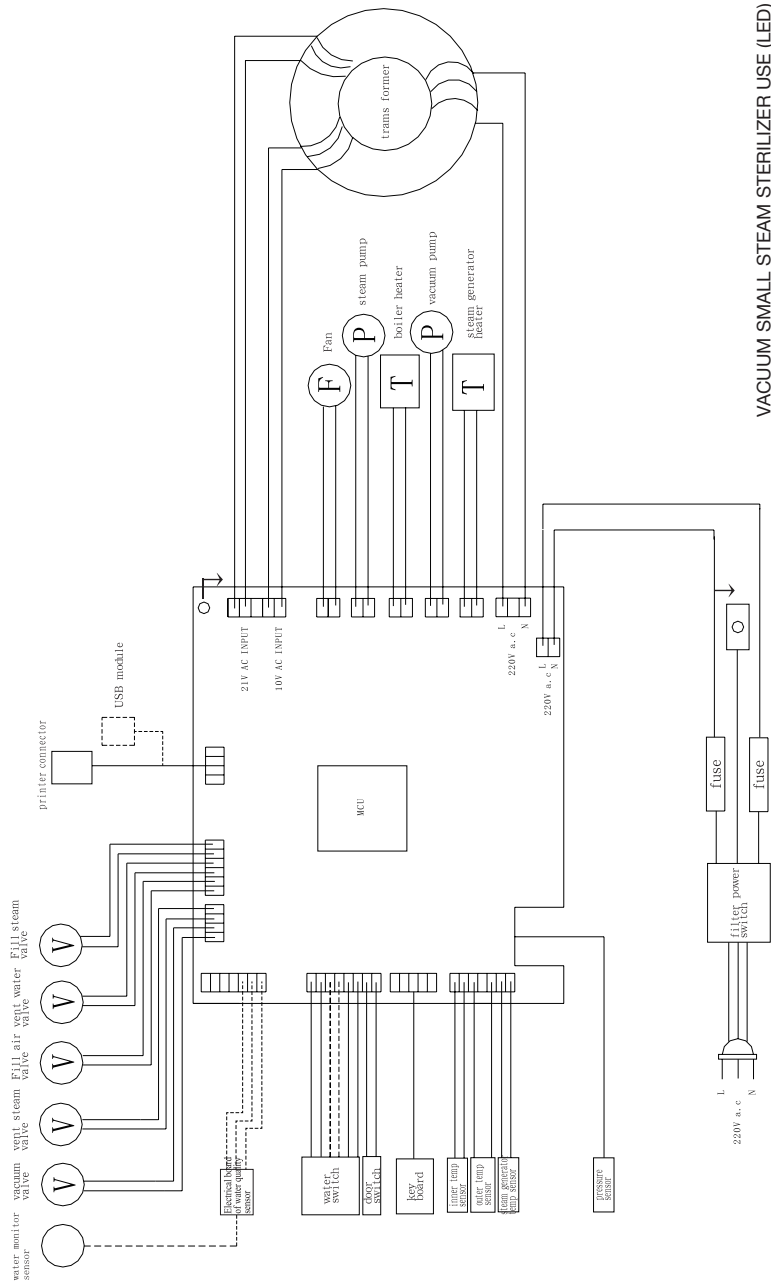 VACUUM SMALL STEAM STERILIZER USE (LED)
trams former
Fan
F
steam pump
P
boiler heater
T
vacuum pump
P
steam generator
heater
T
21V AC INPUT
10V AC INPUT
L
N
220V a.c
L
N
220V a.c
USB module
printer connector
MCU
Fill steam
valve
V
vent water
valve
V
Fill air
valve
V
vent steam
valve
V
vacuum
valve
V
water monitor
sensor
Electrical board
of water quality
sensor
water
switch
door
switch
key
board
inner temp
sensor
outer temp
sensor
steam generator
temp sensor
pressure
sensor
fuse
fuse
filter power
switch
L
N
220V a.c